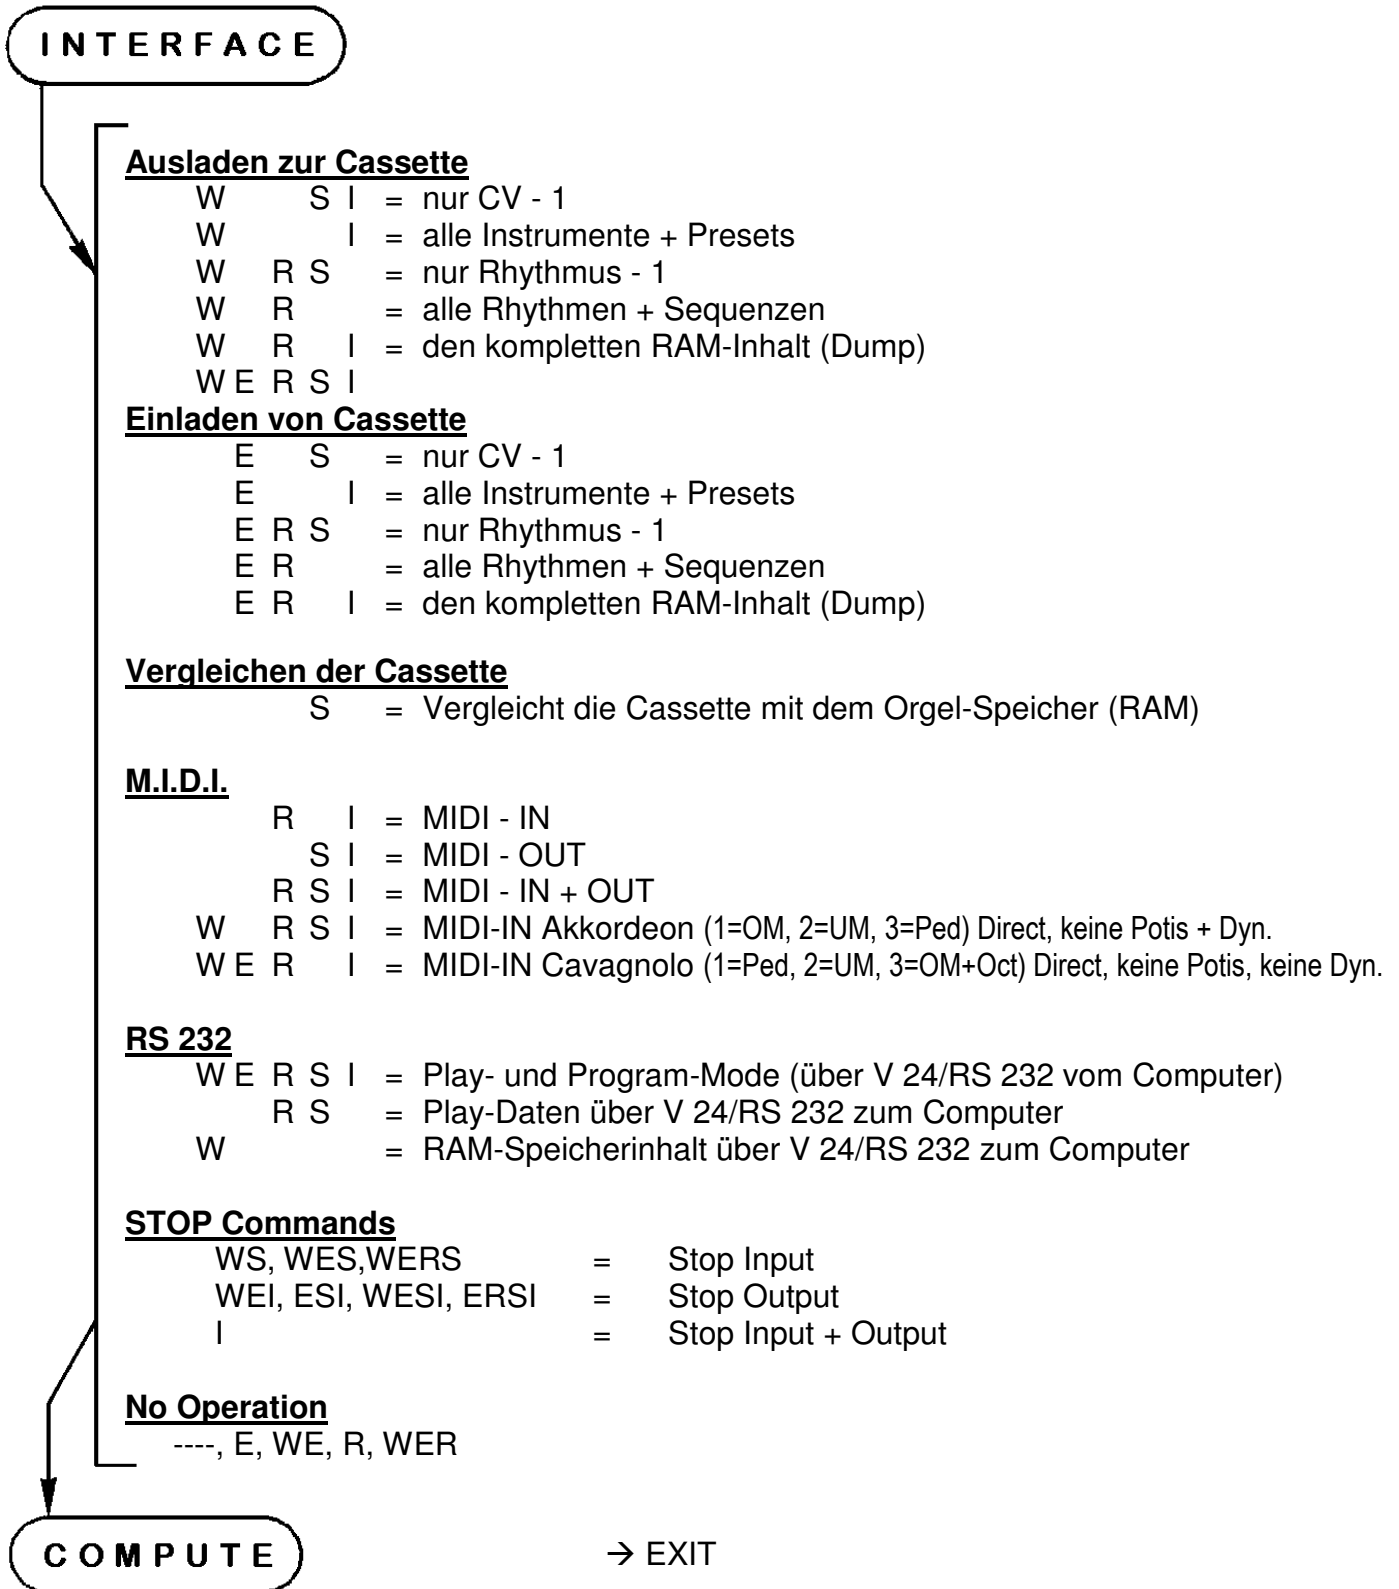 INTERFACE
Ausladen zur Cassette
W S I = nur CV - 1
W I = alle Instrumente + Presets
W R S = nur Rhythmus - 1
W R = alle Rhythmen + Sequenzen
W R I = den kompletten RAM-Inhalt (Dump)
W E R S I
Einladen von Cassette
E S = nur CV - 1
E I = alle Instrumente + Presets
E R S = nur Rhythmus - 1
E R = alle Rhythmen + Sequenzen
E R I = den kompletten RAM-Inhalt (Dump)
Vergleichen der Cassette
S = Vergleicht die Cassette mit dem Orgel-Speicher (RAM)
M.I.D.I.
R I = MIDI - IN
S I = MIDI - OUT
R S I = MIDI - IN + OUT
W R S I = MIDI-IN Akkordeon (1=OM, 2=UM, 3=Ped) Direct, keine Potis + Dyn.
W E R I = MIDI-IN Cavagnolo (1=Ped, 2=UM, 3=OM+Oct) Direct, keine Potis, keine Dyn.
RS 232
W E R S I = Play- und Program-Mode (über V 24/RS 232 vom Computer)
R S = Play-Daten über V 24/RS 232 zum Computer
W = RAM-Speicherinhalt über V 24/RS 232 zum Computer
STOP Commands
WS, WES,WERS = Stop Input
WEI, ESI, WESI, ERSI = Stop Output
I = Stop Input + Output
No Operation
----, E, WE, R, WER
COMPUTE → EXIT